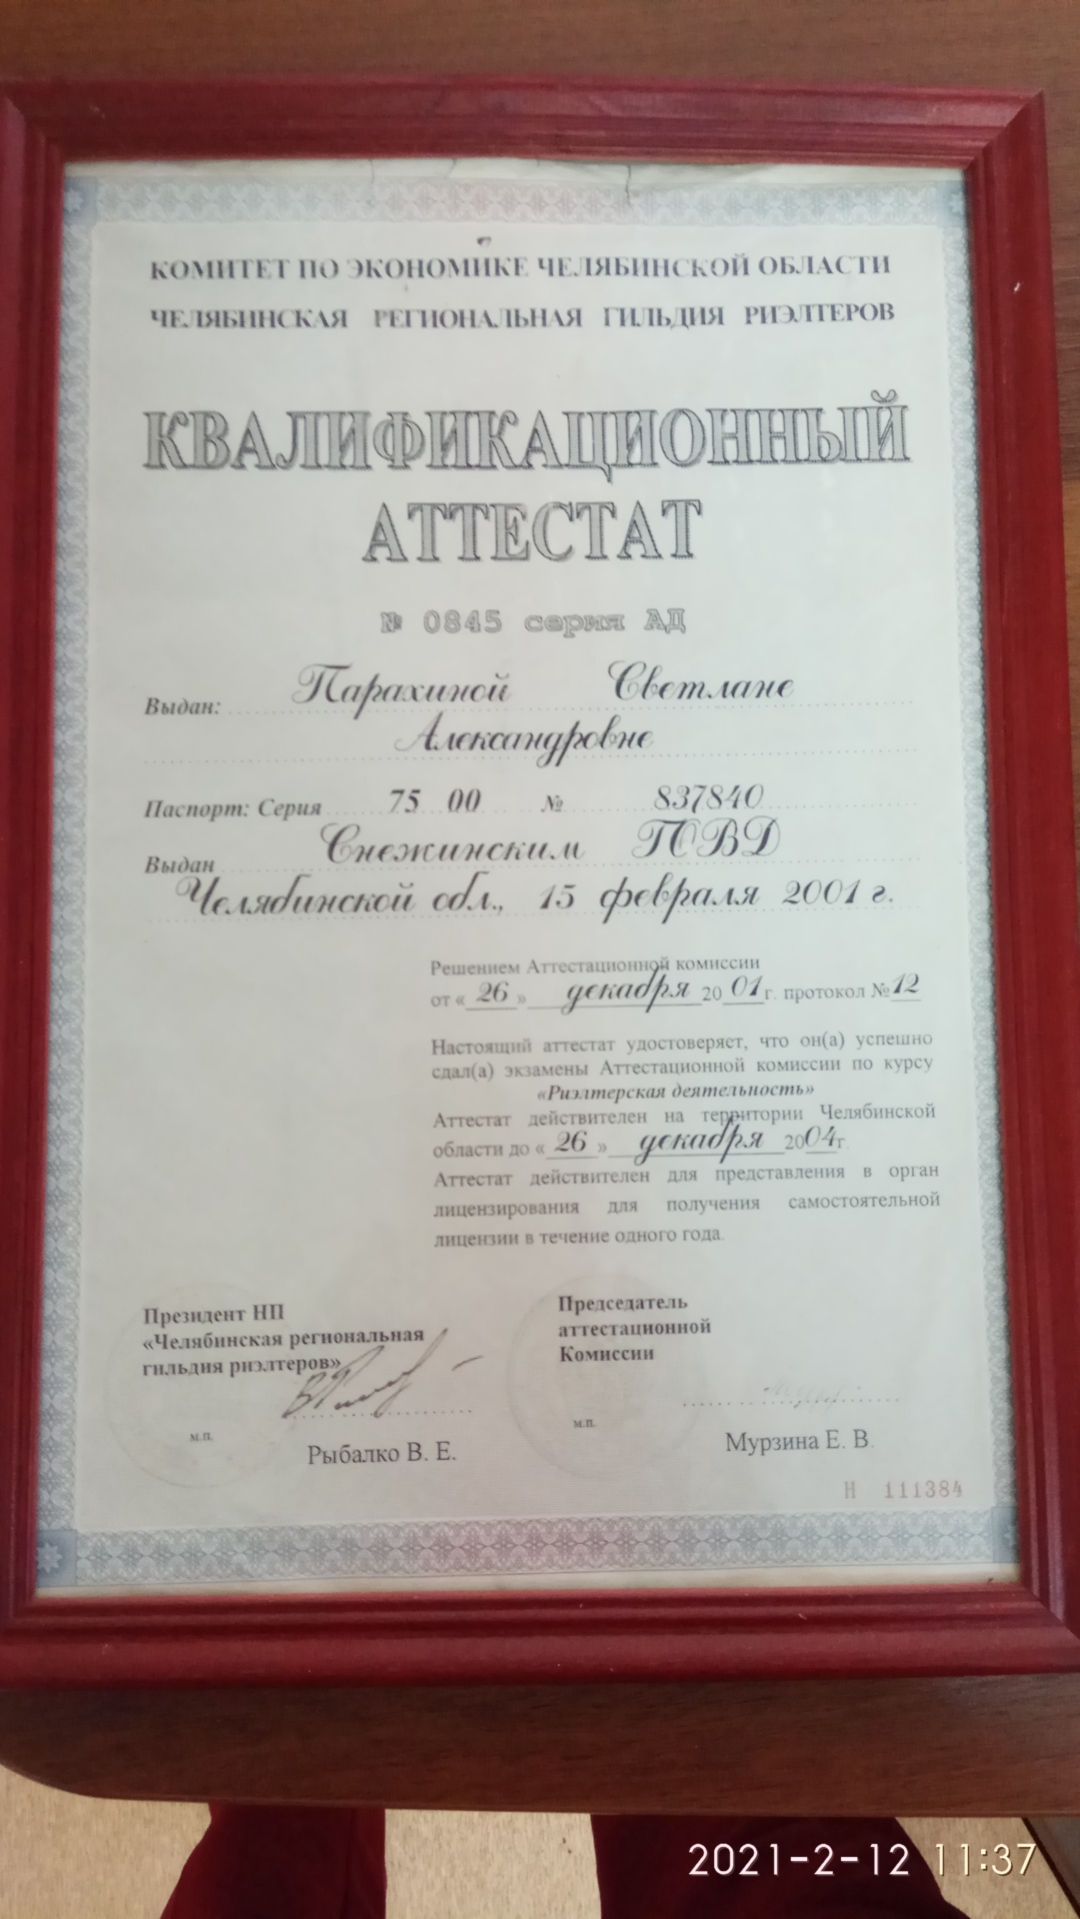 КОМИТЕТ ПО ЭКОНОМИКЕ ЧЕЛЯБИНСКОЙ ОБЛАСТИ
ЧЕЛЯБИНСКАЯ РЕГИОНАЛЬНАЯ ГИЛЬДИЯ РИЭЛТЕРОВ
КВАЛИФИКАЦИОННЫЙ
АТТЕСТАТ
№ 0845 серия АД
Выдан: Парахиной Светлане
Александровне
Паспорт: Серия 75 00 № 837840
Выдан Снежинским ГОВД
Челябинской обл., 15 февраля 2001 г.
Решением Аттестационной комиссии
от « 26 » декабря 20 01 г. протокол № 12
Настоящий аттестат удостоверяет, что он(а) успешно
сдал(а) экзамены Аттестационной комиссии по курсу
«Риэлтерская деятельность»
Аттестат действителен на территории Челябинской
области до « 26 » декабря 2004г.
Аттестат действителен для представления в орган
лицензирования для получения самостоятельной
лицензии в течение одного года.
Президент НП
«Челябинская региональная
гильдия риэлтеров»
м.п.
Рыбалко В. Е.
Председатель
аттестационной
Комиссии
м.п.
Мурзина Е. В.
Н 111384
2021-2-12 11:37